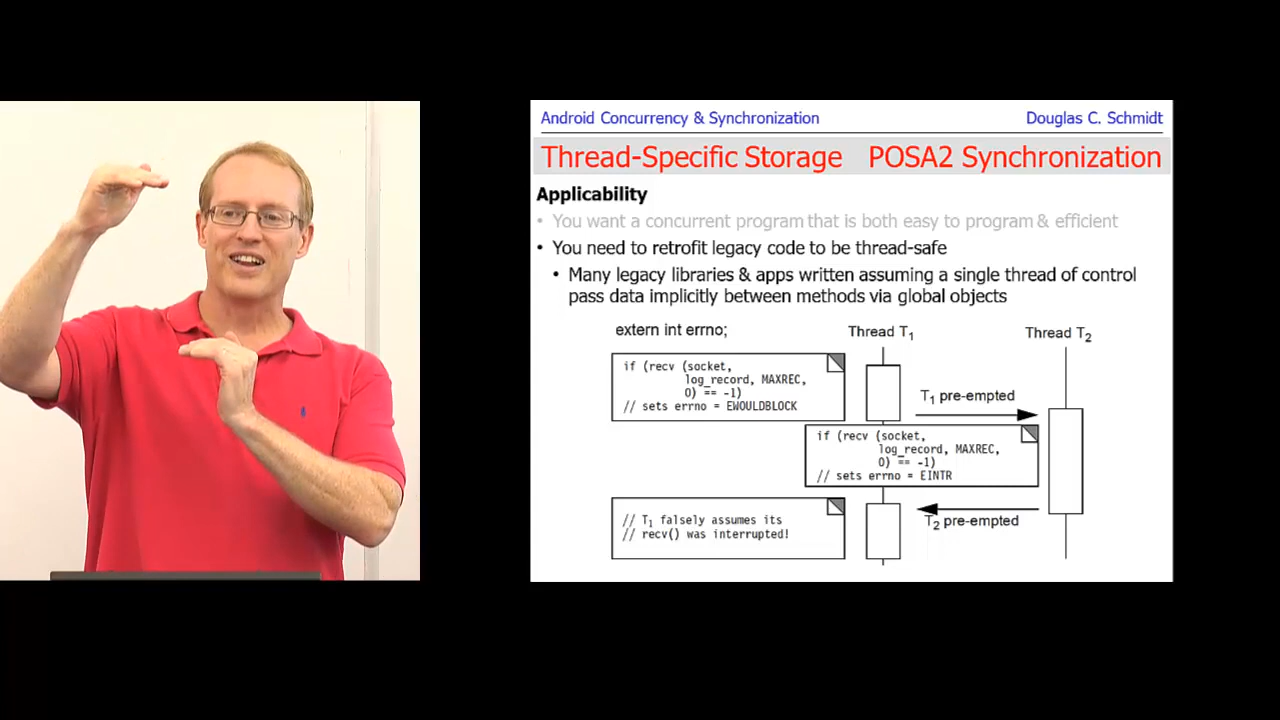 Android Concurrency & Synchronization Douglas C. Schmidt
Thread-Specific Storage POSA2 Synchronization
Applicability
• You want a concurrent program that is both easy to program & efficient
• You need to retrofit legacy code to be thread-safe
• Many legacy libraries & apps written assuming a single thread of control
pass data implicitly between methods via global objects
extern int errno;
Thread T1
Thread T2
if (recv (socket,
log_record, MAXREC,
0) == -1)
// sets errno = EWOULDBLOCK
T1 pre-empted
if (recv (socket,
log_record, MAXREC,
0) == -1)
// sets errno = EINTR
T2 pre-empted
// T1 falsely assumes its
// recv() was interrupted!